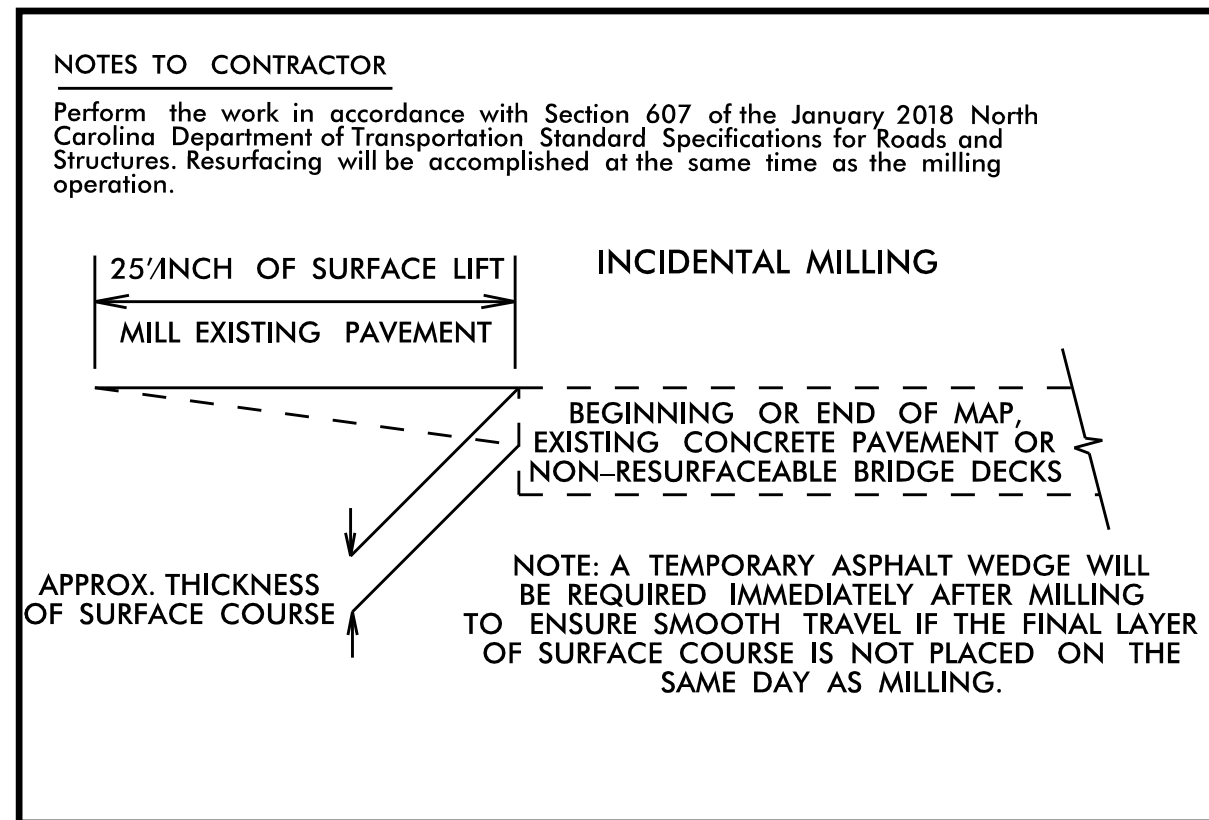 NOTES TO CONTRACTOR
Perform the work in accordance with Section 607 of the January 2018 North
Carolina Department of Transportation Standard Specifications for Roads and
Structures. Resurfacing will be accomplished at the same time as the milling
operation.
25'/INCH OF SURFACE LIFT
MILL EXISTING PAVEMENT
INCIDENTAL MILLING
BEGINNING OR END OF MAP,
EXISTING CONCRETE PAVEMENT OR
NON–RESURFACEABLE BRIDGE DECKS
APPROX. THICKNESS
OF SURFACE COURSE
NOTE: A TEMPORARY ASPHALT WEDGE WILL
BE REQUIRED IMMEDIATELY AFTER MILLING
TO ENSURE SMOOTH TRAVEL IF THE FINAL LAYER
OF SURFACE COURSE IS NOT PLACED ON THE
SAME DAY AS MILLING.